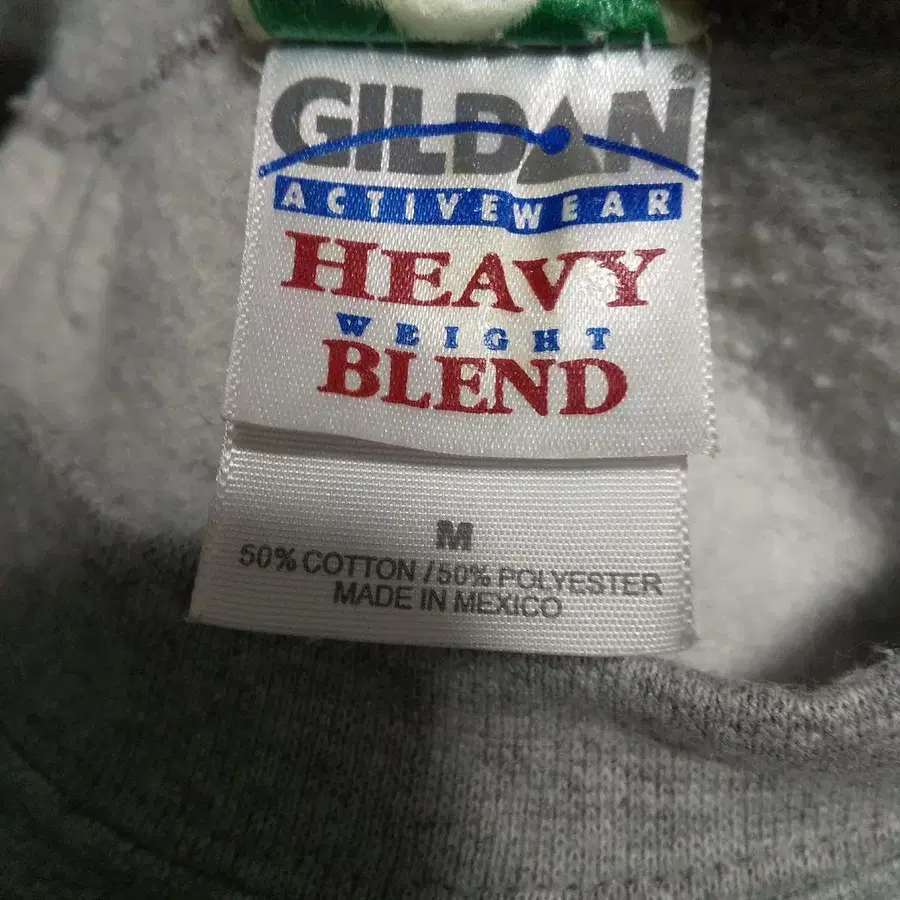 GILDAN®
ACTIVEWEAR
HEAVY
WEIGHT
BLEND
M
50% COTTON / 50% POLYESTER
MADE IN MEXICO